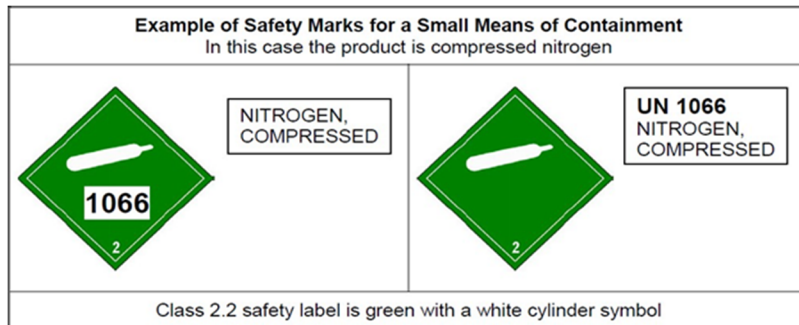 Example of Safety Marks for a Small Means of Containment
In this case the product is compressed nitrogen
1066
2
NITROGEN,
COMPRESSED
2
UN 1066
NITROGEN,
COMPRESSED
Class 2.2 safety label is green with a white cylinder symbol